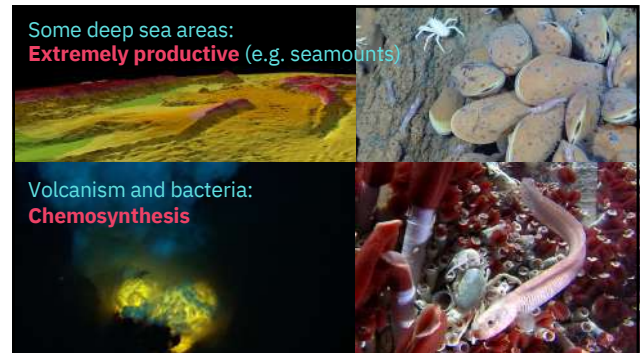 Some deep sea areas:
Extremely productive (e.g. seamounts)
Volcanism and bacteria:
Chemosynthesis